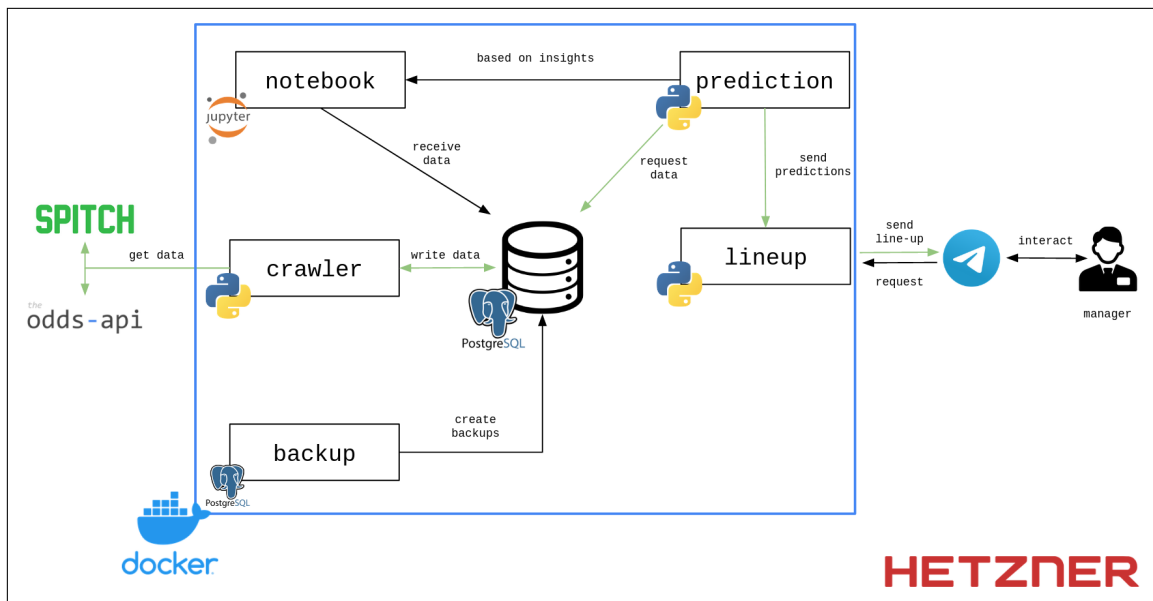 based on insights
notebook
prediction
jupyter
receive
data
request
data
send
predictions
SPITCH
get data
crawler
write data
lineup
send
line-up
request
interact
manager
the
odds-api
PostgreSQL
create
backups
backup
PostgreSQL
docker
HETZNER